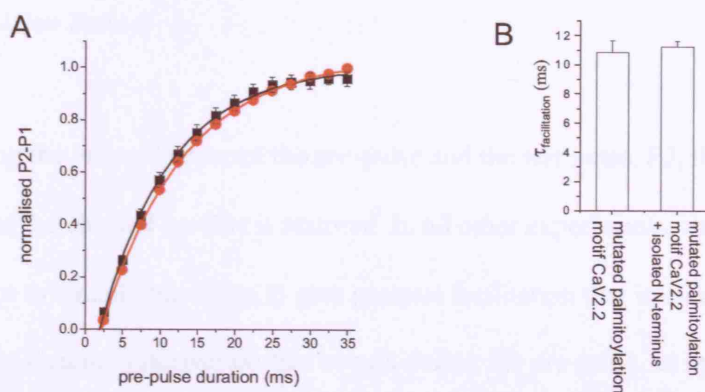 A
normalised P2-P1
1.0
0.8
0.6
0.4
0.2
0.0
0
5
10
15
20
25
30
35
pre-pulse duration (ms)
B
τfacilitation (ms)
12
10
8
6
4
2
0
mutated palmitoylation
motif CaV2.2
mutated palmitoylation
motif CaV2.2
isolated N-terminus